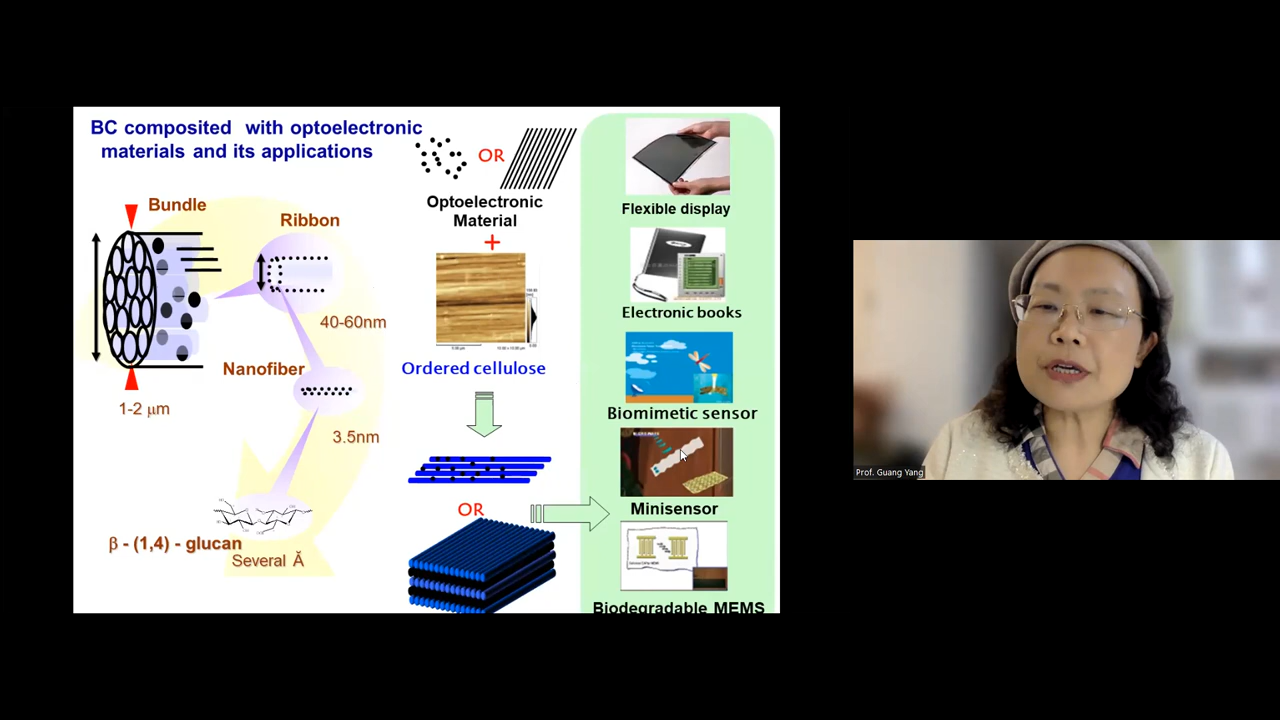 BC composited with optoelectronic
materials and its applications
Bundle
Ribbon
40-60nm
Nanofiber
1-2 μm
3.5nm
β - (1,4) - glucan
Several Å
OR
Optoelectronic
Material
+
Ordered cellulose
OR
Flexible display
Electronic books
Biomimetic sensor
Minisensor
Biodegradable MEMS
Prof. Guang Yang